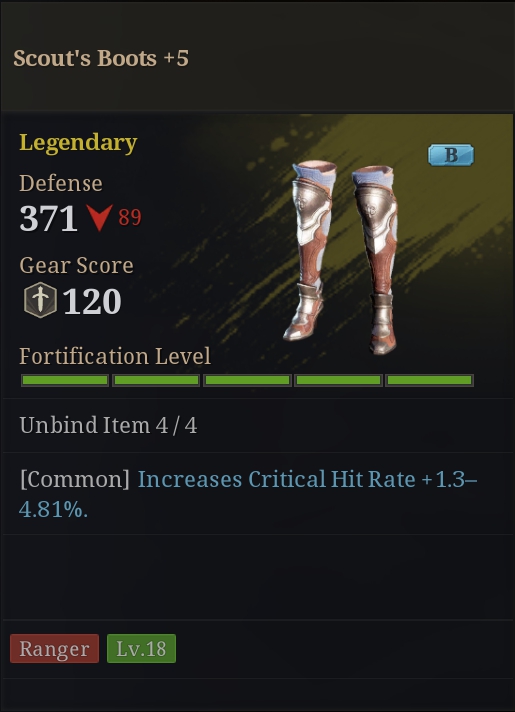 Scout's Boots +5
Legendary
B
Defense
371 89
Gear Score
120
Fortification Level
Unbind Item 4 / 4
[Common] Increases Critical Hit Rate +1.3–
4.81%.
Ranger Lv.18